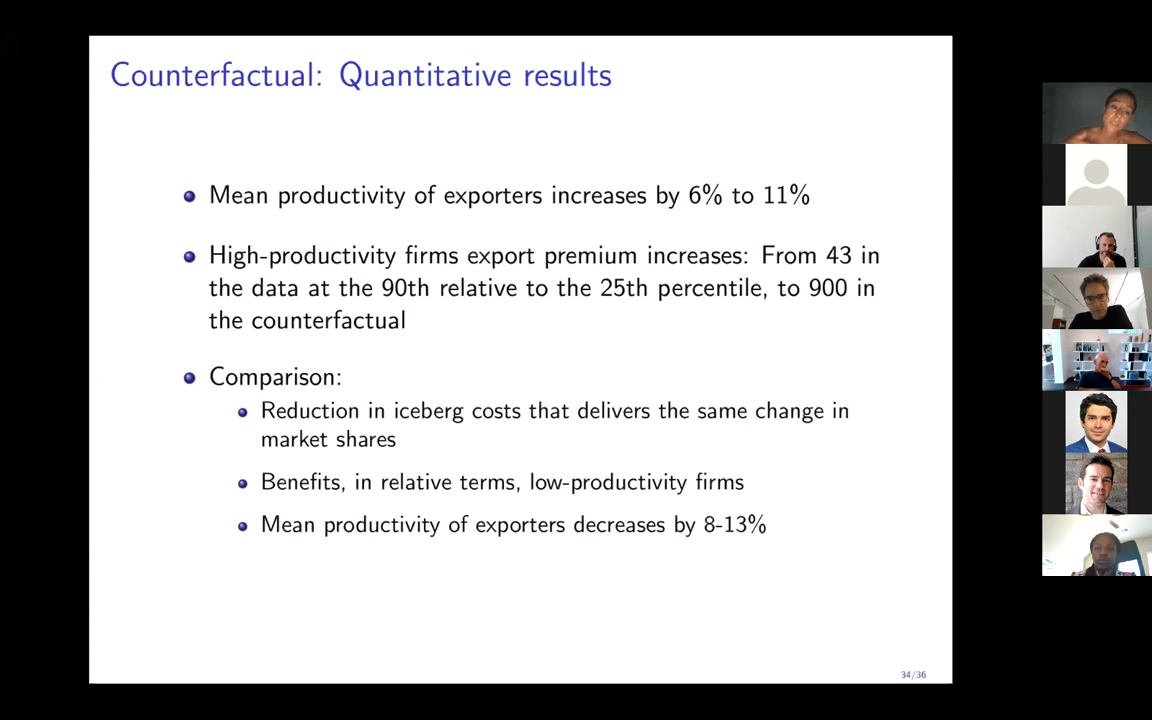 Counterfactual: Quantitative results
Mean productivity of exporters increases by 6% to 11%
High-productivity firms export premium increases: From 43 in
the data at the 90th relative to the 25th percentile, to 900 in
the counterfactual
Comparison:
Reduction in iceberg costs that delivers the same change in
market shares
Benefits, in relative terms, low-productivity firms
Mean productivity of exporters decreases by 8-13%
34/36